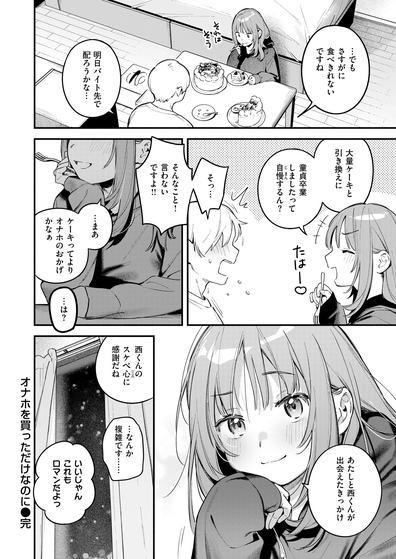 …でも
さすがに
食べきれない
ですね
そ
れ
そ
う
明日バイト先で
配ろうかな…
大量ケーキと
引き換えに
童貞卒業
しましたって
自慢するん?
たはー♡
そっ…
そんなこと!
言わない
ですよ!!
…まあ
ケーキってより
オナホのおかげ
かなぁ
…は?
あたしと西くんが
出会えたきっかけ
西くんの
スケベ心に
感謝だね
…なんか
複雑です…
いいじゃん
これも
ロマンだよっ
オナホを買っただけなのに●完